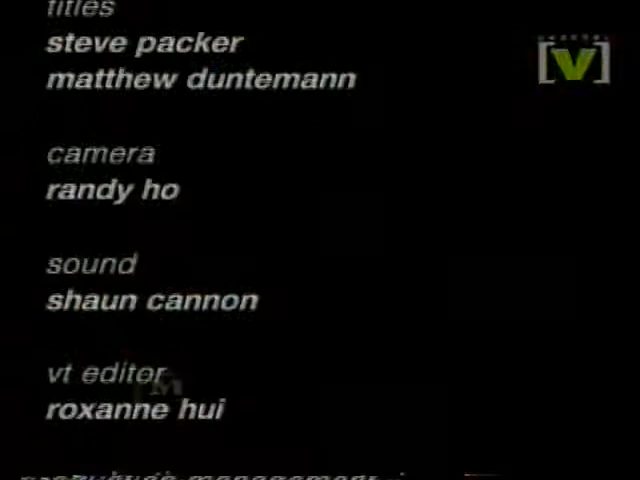 titles
steve packer
matthew duntemann
[V]
camera
randy ho
sound
shaun cannon
vt editor
roxanne hui